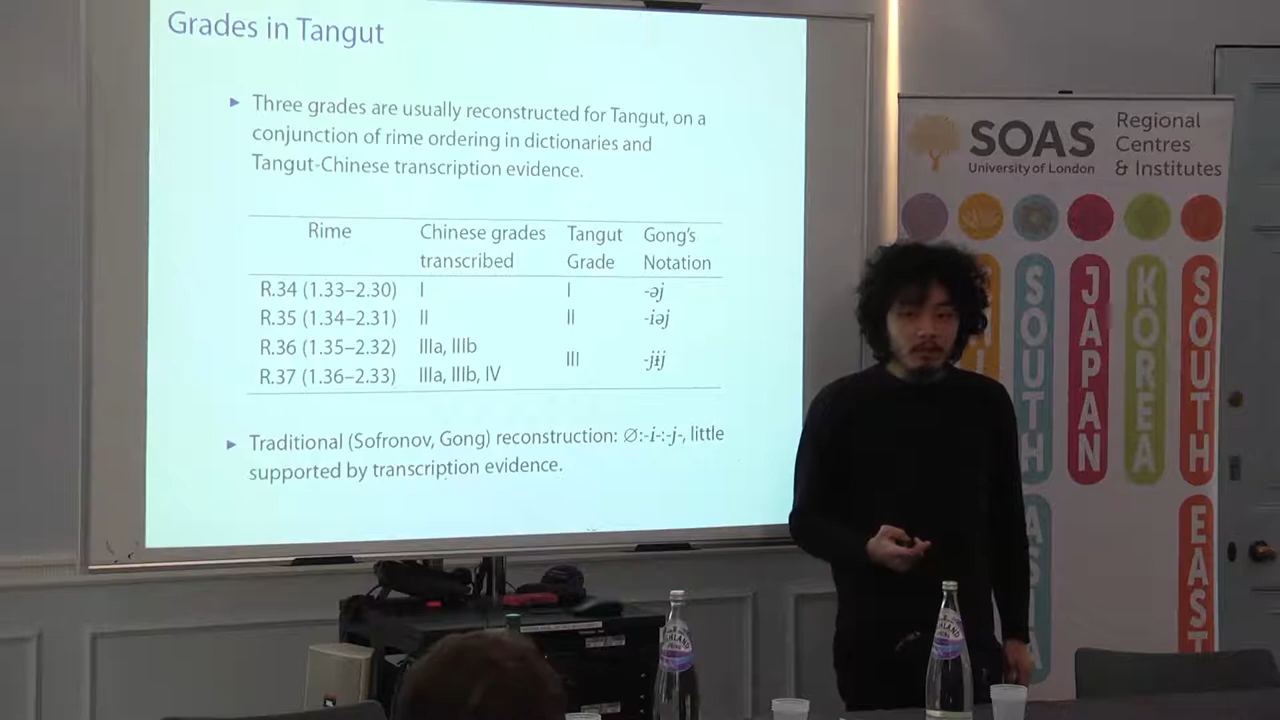 Grades in Tangut
▶ Three grades are usually reconstructed for Tangut, on a
conjunction of rime ordering in dictionaries and
Tangut-Chinese transcription evidence.
Rime Chinese grades Tangut Gong's
transcribed Grade Notation
R.34 (1.33–2.30) I I -əj
R.35 (1.34–2.31) II II -iəj
R.36 (1.35–2.32) IIIa, IIIb
III -jɨj
R.37 (1.36–2.33) IIIa, IIIb, IV
▶ Traditional (Sofronov, Gong) reconstruction: ∅:-i-:-j-, little
supported by transcription evidence.
SOAS
University of London
Regional
Centres
& Institutes
SOUTH
ASIA
JAPAN
KOREA
SOUTH
EAST